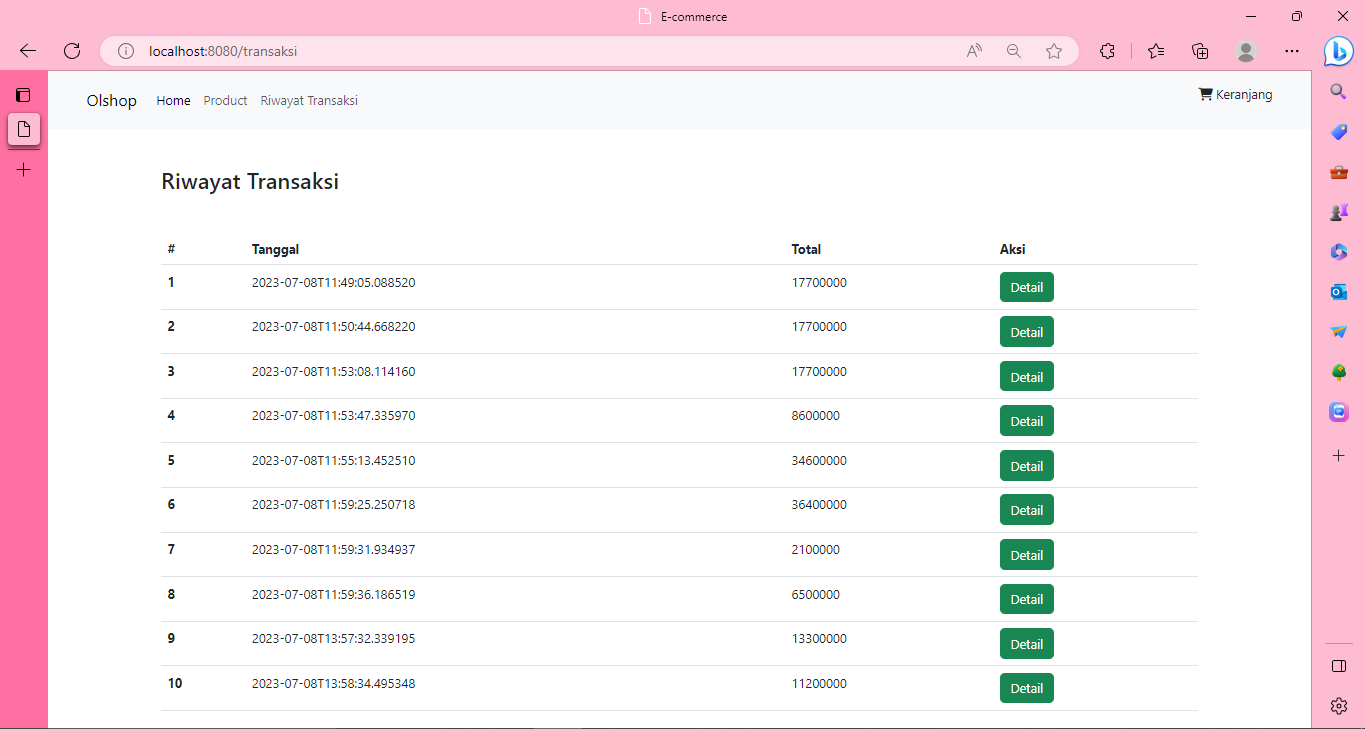 E-commerce
localhost:8080/transaksi
Olshop Home Product Riwayat Transaksi Keranjang
Riwayat Transaksi
# Tanggal Total Aksi
1 2023-07-08T11:49:05.088520 17700000 Detail
2 2023-07-08T11:50:44.668220 17700000 Detail
3 2023-07-08T11:53:08.114160 17700000 Detail
4 2023-07-08T11:53:47.335970 8600000 Detail
5 2023-07-08T11:55:13.452510 34600000 Detail
6 2023-07-08T11:59:25.250718 36400000 Detail
7 2023-07-08T11:59:31.934937 2100000 Detail
8 2023-07-08T11:59:36.186519 6500000 Detail
9 2023-07-08T13:57:32.339195 13300000 Detail
10 2023-07-08T13:58:34.495348 11200000 Detail